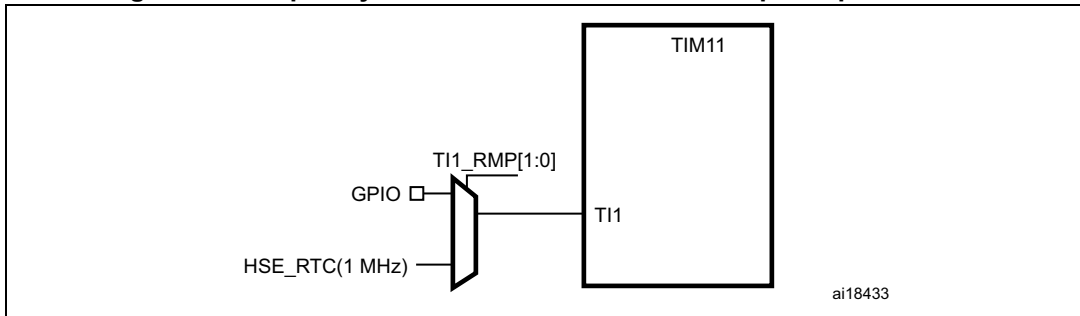 TIM11
TI1_RMP[1:0]
GPIO
TI1
HSE_RTC(1 MHz)
ai18433